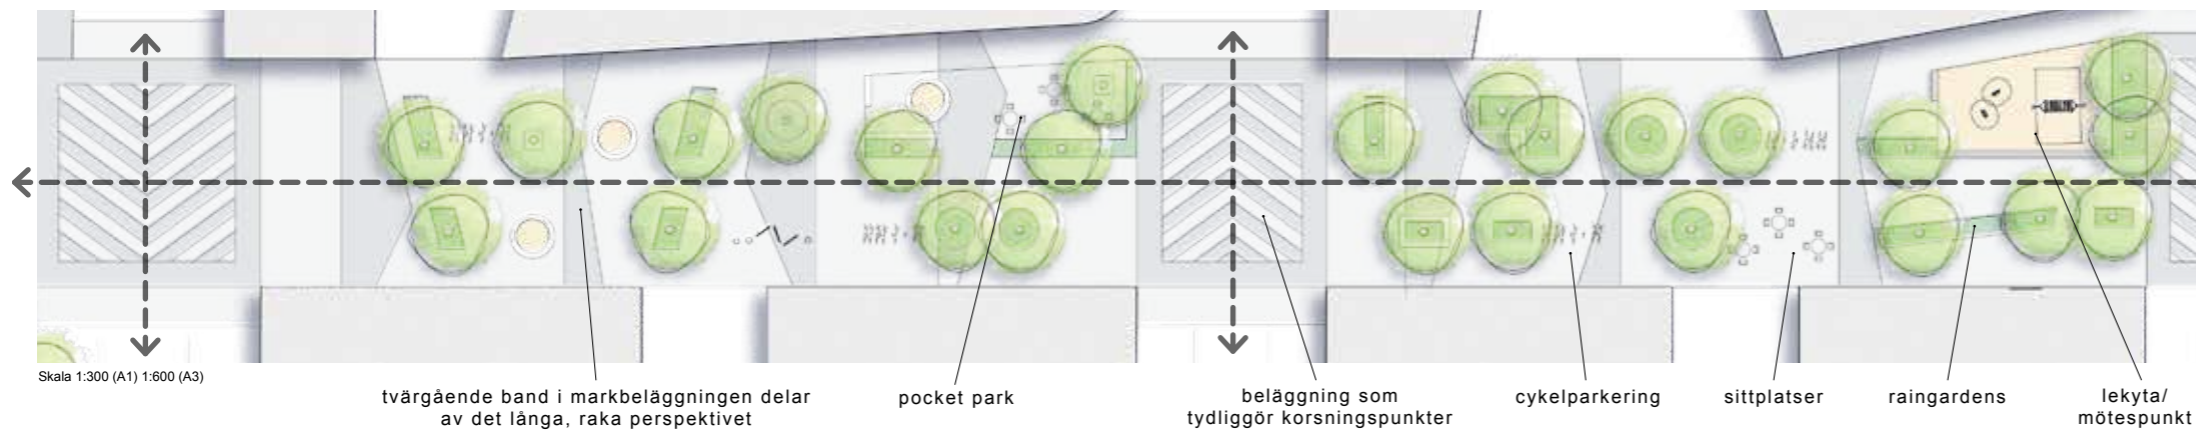 Skala 1:300 (A1) 1:600 (A3)
tvärgående band i markbeläggningen delar
av det långa, raka perspektivet
pocket park
beläggning som
tydliggör korsningspunkter
cykelparkering
sittplatser
raingardens
lekyta/
mötespunkt